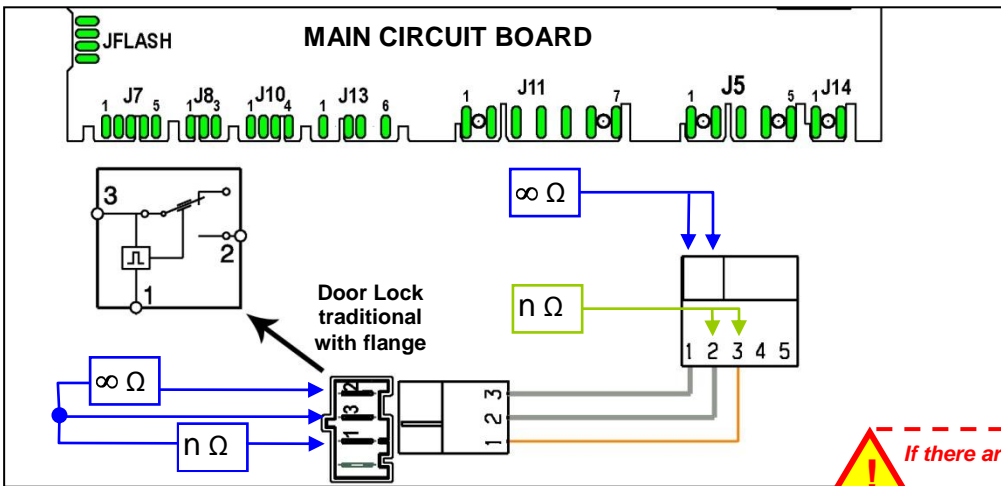 MAIN CIRCUIT BOARD
JFLASH
J7 J8 J10 J13 J11 J5 J14
1 5 1 3 1 4 1 6 1 7 1 5 1
3
2
1
∞ Ω
n Ω
Door Lock
traditional
with flange
1 2 3 4 5
∞ Ω
n Ω
2
3
1
3
2
1
If there ar
!